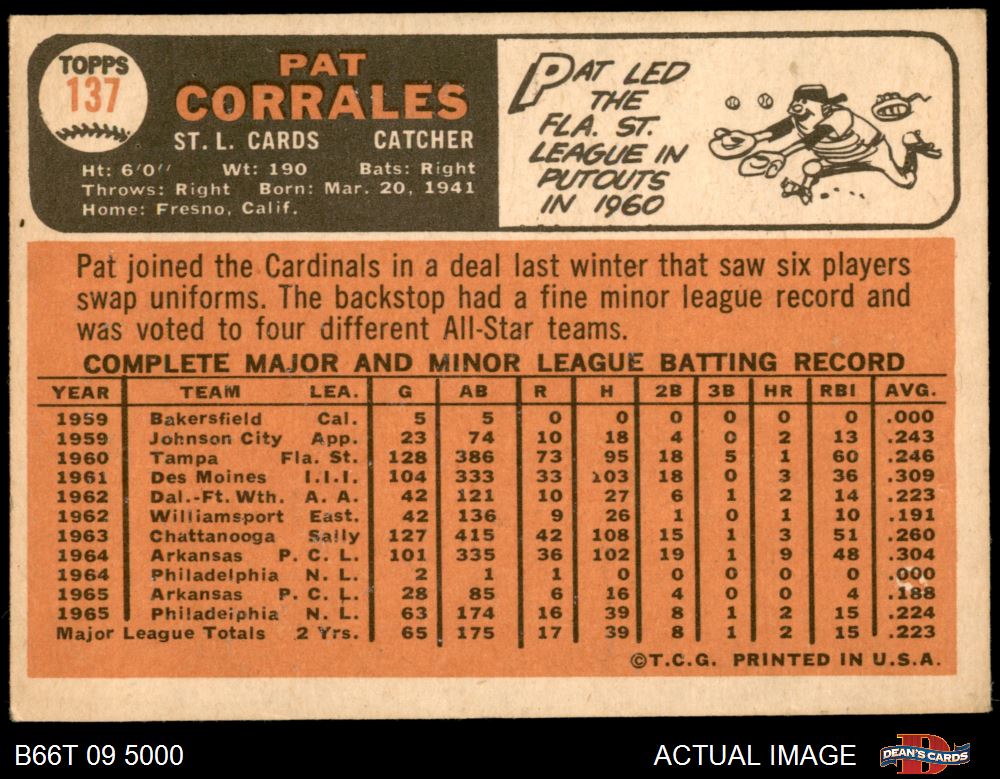 TOPPS
137
PAT
CORRALES
ST. L. CARDS CATCHER
Ht: 6'0" Wt: 190 Bats: Right
Throws: Right Born: Mar. 20, 1941
Home: Fresno, Calif.
PAT LED
THE
FLA. ST.
LEAGUE IN
PUTOUTS
IN 1960
Pat joined the Cardinals in a deal last winter that saw six players
swap uniforms. The backstop had a fine minor league record and
was voted to four different All-Star teams.
COMPLETE MAJOR AND MINOR LEAGUE BATTING RECORD
YEAR TEAM LEA. G AB R H 2B 3B HR RBI AVG.
1959 Bakersfield Cal. 5 5 0 0 0 0 0 0 .000
1959 Johnson City App. 23 74 10 18 4 0 2 13 .243
1960 Tampa Fla. St. 128 386 73 95 18 5 1 60 .246
1961 Des Moines I.I.I. 104 333 33 103 18 0 3 36 .309
1962 Dal.-Ft. Wth. A. A. 42 121 10 27 6 1 2 14 .223
1962 Williamsport East. 42 136 9 26 1 0 1 10 .191
1963 Chattanooga Sally 127 415 42 108 15 1 3 51 .260
1964 Arkansas P. C. L. 101 335 36 102 19 1 9 48 .304
1964 Philadelphia N. L. 2 1 1 0 0 0 0 0 .000
1965 Arkansas P. C. L. 28 85 6 16 4 0 0 4 .188
1965 Philadelphia N. L. 63 174 16 39 8 1 2 15 .224
Major League Totals 2 Yrs. 65 175 17 39 8 1 2 15 .223
©T.C.G. PRINTED IN U.S.A.
B66T 09 5000 ACTUAL IMAGE DEAN'S CARDS